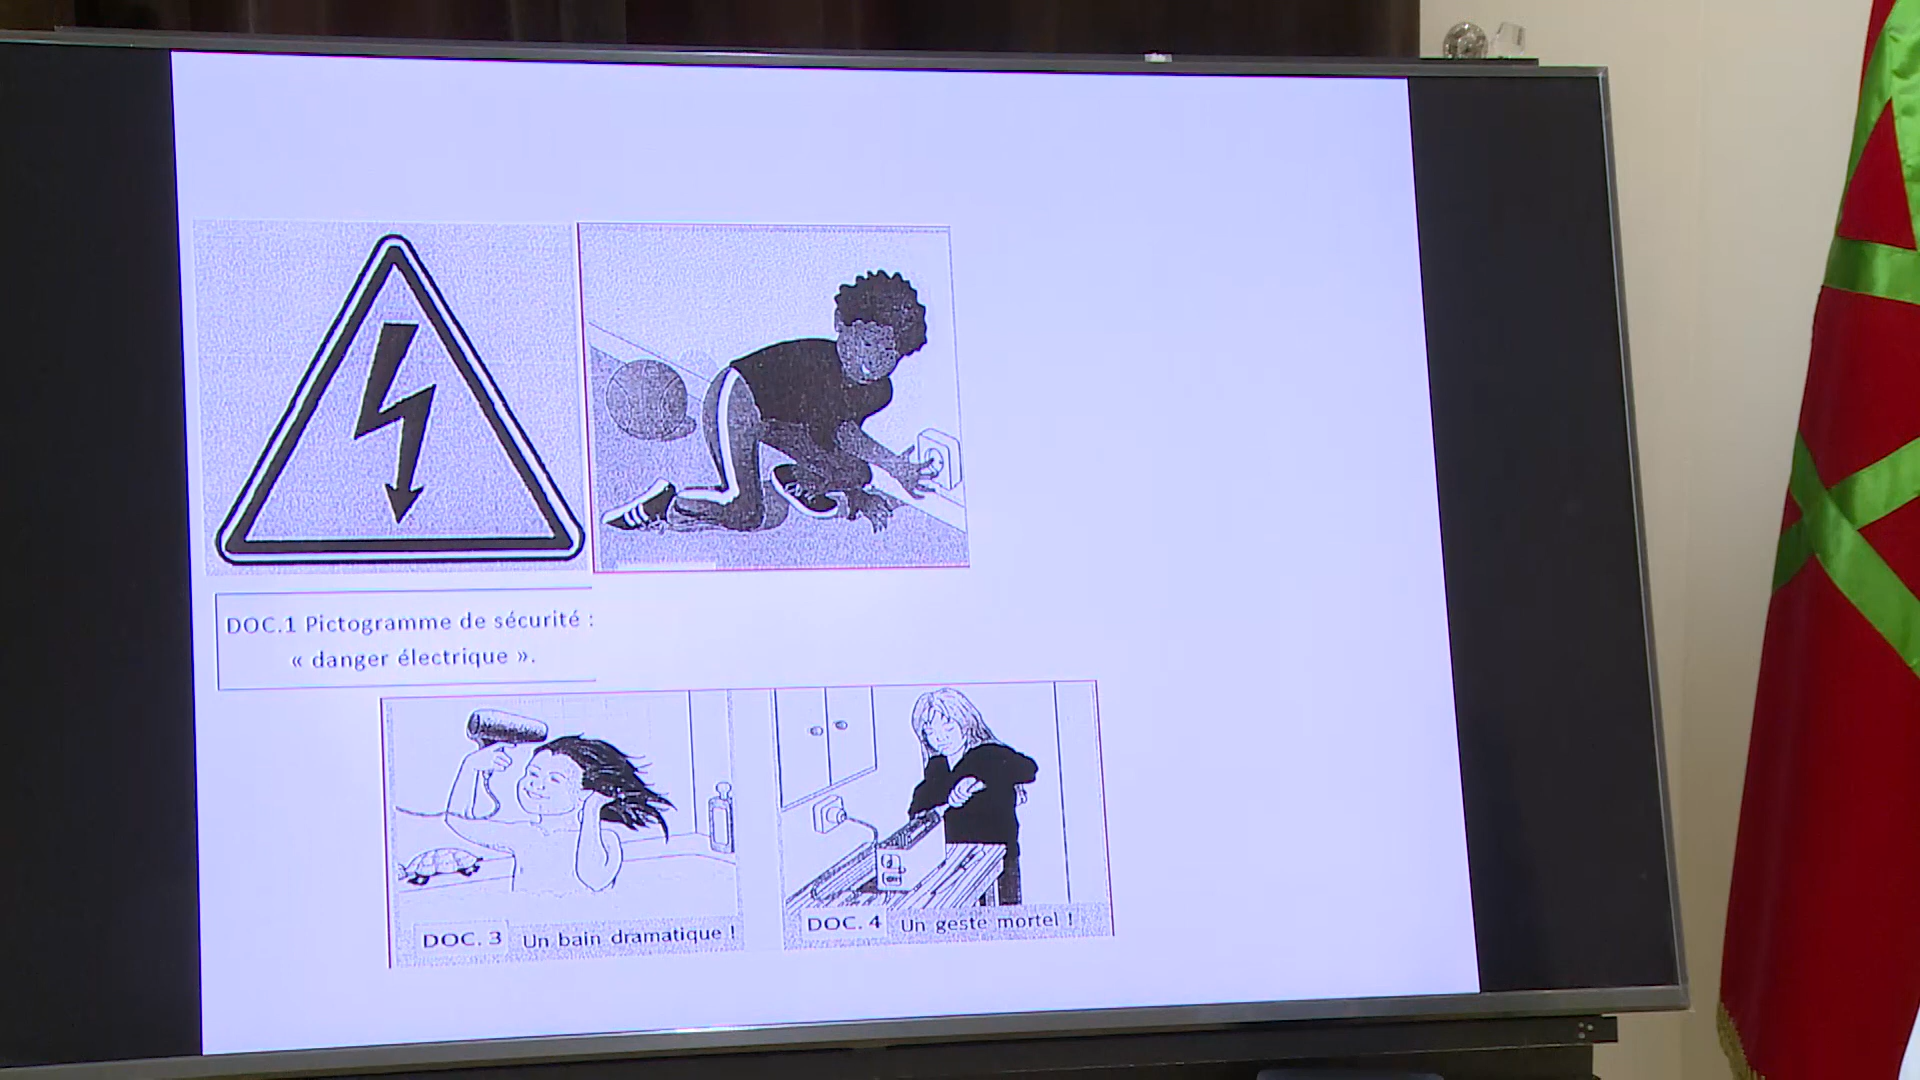 DOC.1 Pictogramme de sécurité :
« danger électrique ».
DOC. 3 Un bain dramatique !
DOC. 4 Un geste mortel !